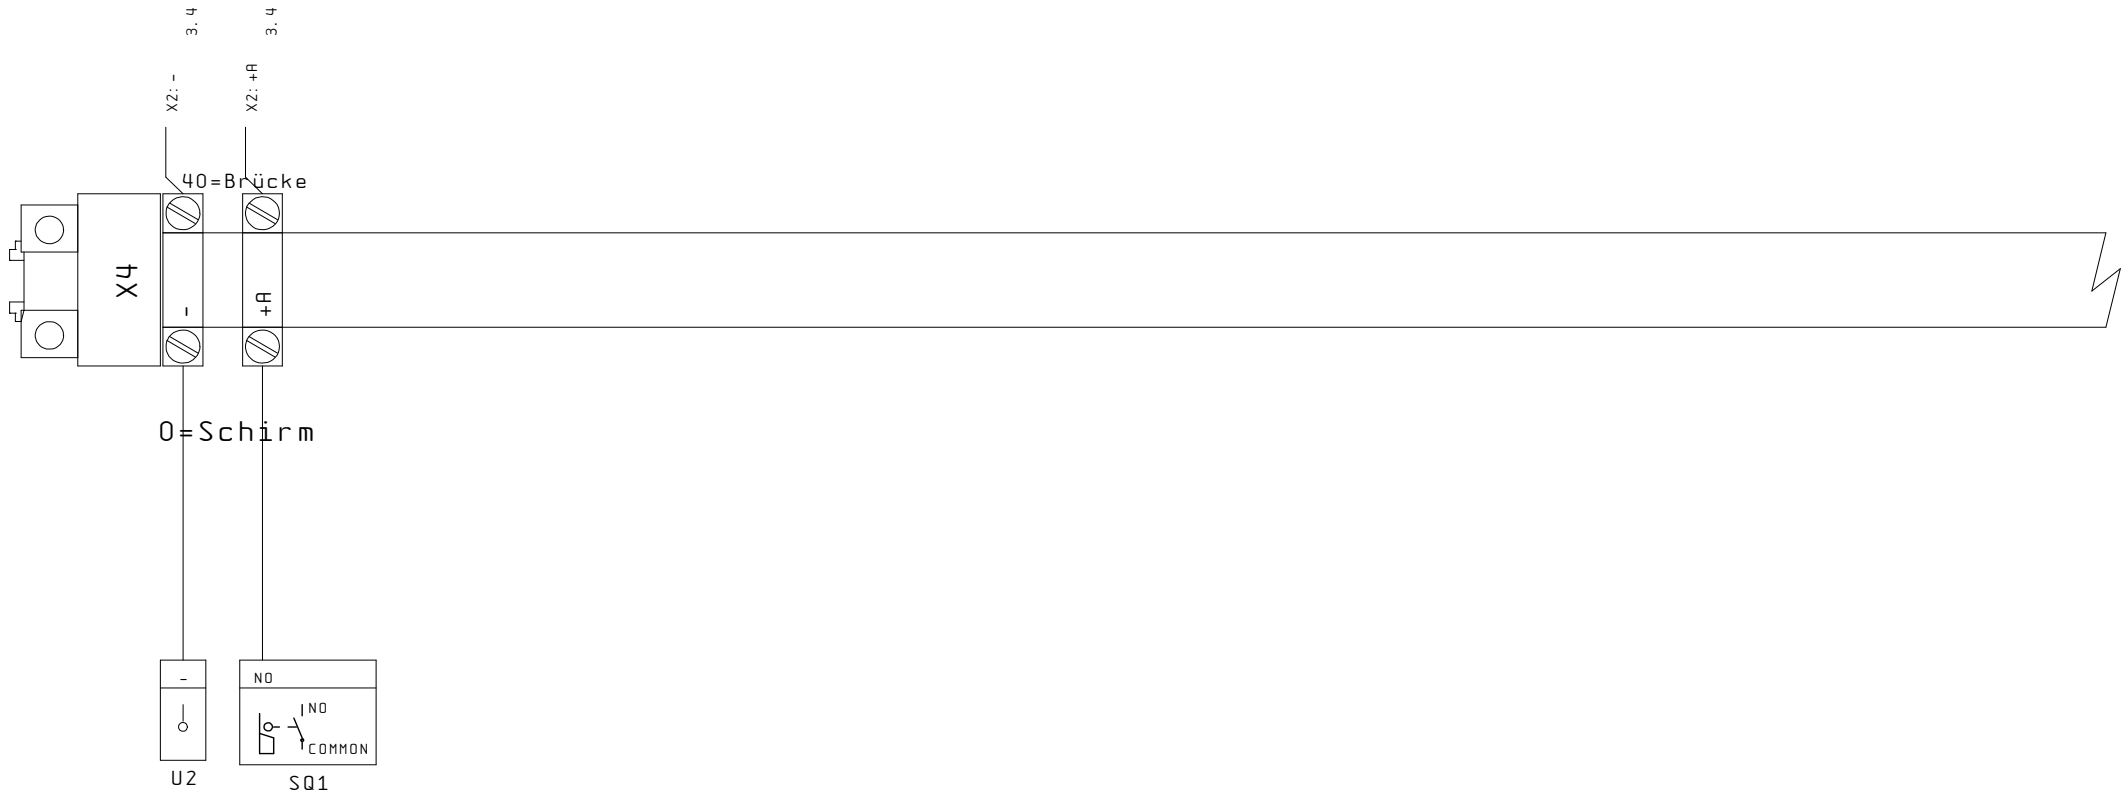 3.4
3.4
X2:-
X2:+A
40=Brücke
X4
-
+A
0=Schirm
-
NO
NO
COMMON
U2
SQ1